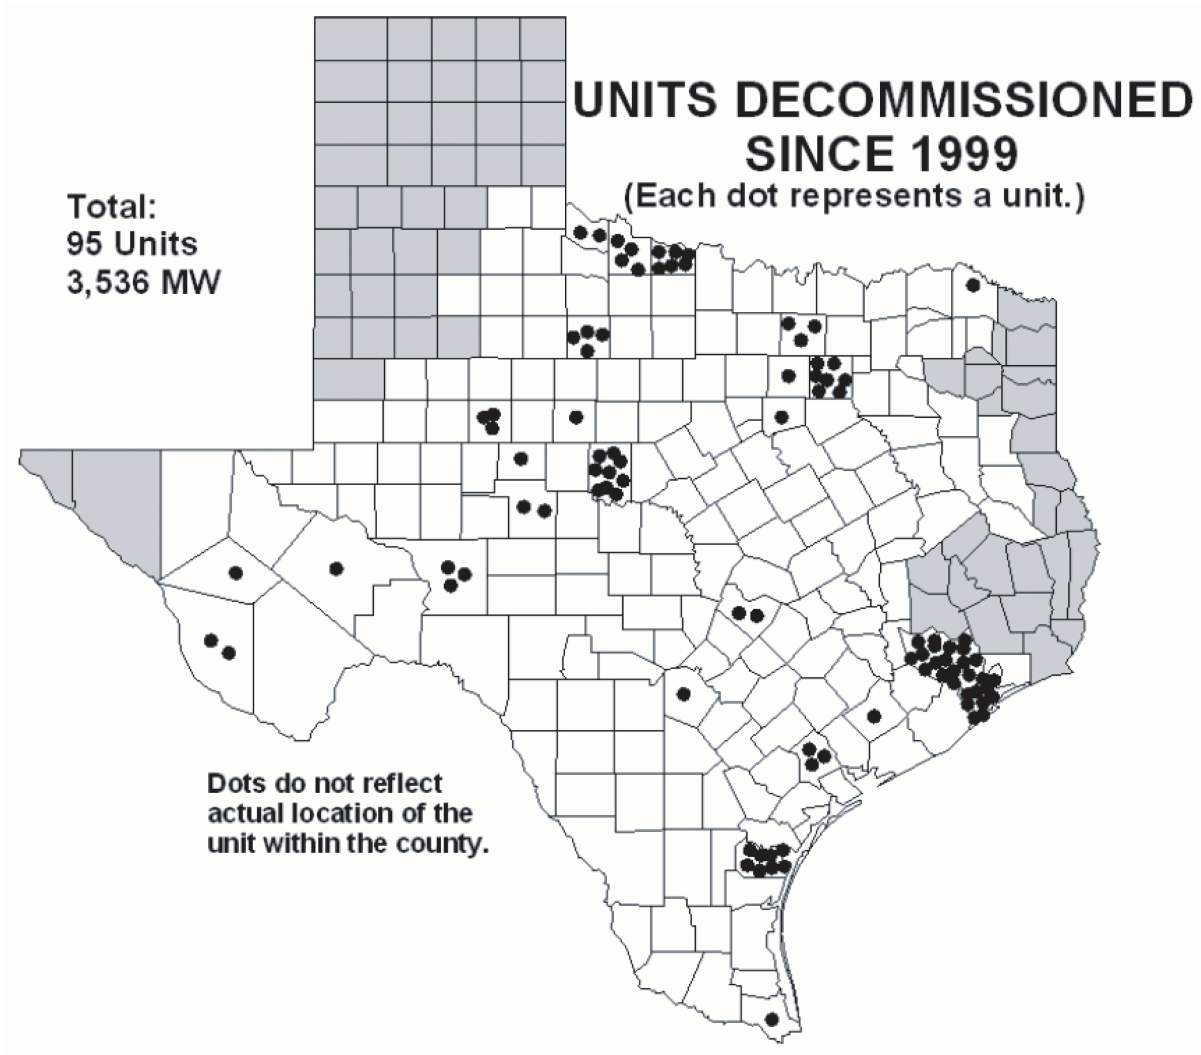 UNITS DECOMMISSIONED
SINCE 1999
(Each dot represents a unit.)
Total:
95 Units
3,536 MW
Dots do not reflect
actual location of the
unit within the county.